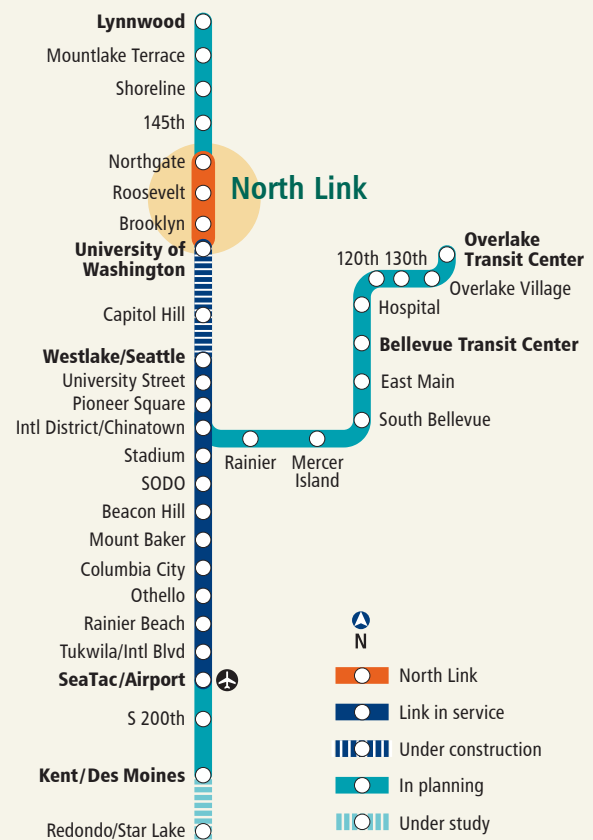 Lynnwood
Mountlake Terrace
Shoreline
145th
Northgate
Roosevelt
North Link
Brooklyn
University of
Washington
Capitol Hill
Westlake/Seattle
University Street
Pioneer Square
Intl District/Chinatown
Stadium
SODO
Beacon Hill
Mount Baker
Columbia City
Othello
Rainier Beach
Tukwila/Intl Blvd
SeaTac/Airport
S 200th
Kent/Des Moines
Redondo/Star Lake
Rainier
Mercer
Island
South Bellevue
East Main
Bellevue Transit Center
Hospital
120th 130th
Overlake Village
Overlake
Transit Center
N
North Link
Link in service
Under construction
In planning
Under study